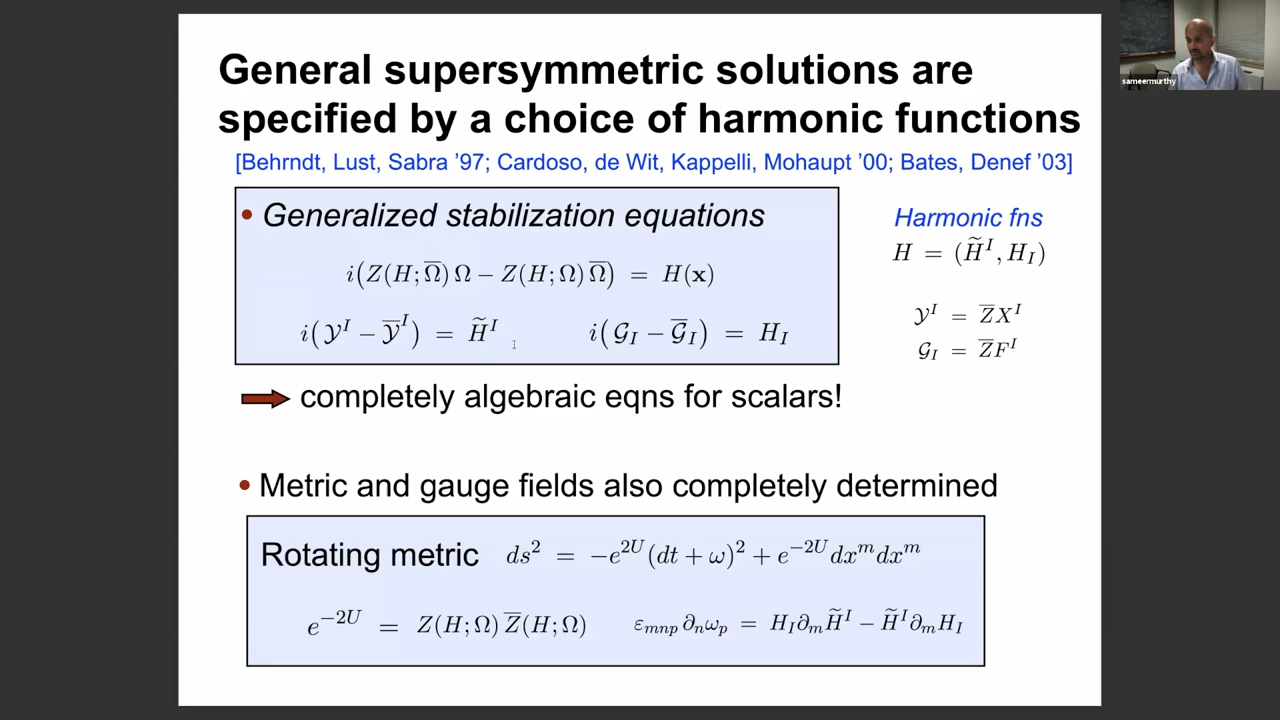 General supersymmetric solutions are
specified by a choice of harmonic functions
[Behrndt, Lust, Sabra '97; Cardoso, de Wit, Kappelli, Mohaupt '00; Bates, Denef '03]
• Generalized stabilization equations
i(Z(H; Ω̅) Ω − Z(H; Ω) Ω̅) = H(x)
i(𝒴^I − 𝒴̅^I) = H̃^I    i(𝒢_I − 𝒢̅_I) = H_I
Harmonic fns
H = (H̃^I, H_I)
𝒴^I = Z̅X^I
𝒢_I = Z̅F^I
completely algebraic eqns for scalars!
• Metric and gauge fields also completely determined
Rotating metric ds² = −e^{2U}(dt + ω)² + e^{−2U}dx^m dx^m
e^{−2U} = Z(H; Ω) Z̅(H; Ω)    ε_{mnp} ∂_n ω_p = H_I ∂_m H̃^I − H̃^I ∂_m H_I
sameermurthy